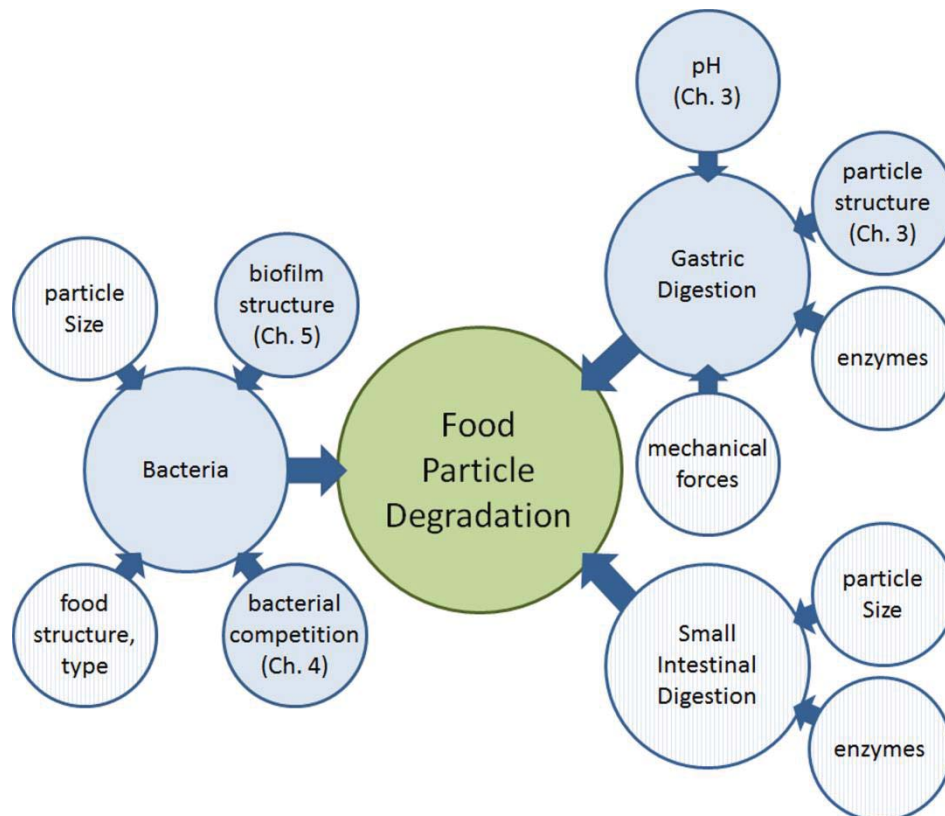 pH
(Ch. 3)
particle
structure
(Ch. 3)
Gastric
Digestion
enzymes
mechanical
forces
particle
Size
biofilm
structure
(Ch. 5)
Bacteria
food
structure,
type
bacterial
competition
(Ch. 4)
Food
Particle
Degradation
particle
Size
Small
Intestinal
Digestion
enzymes